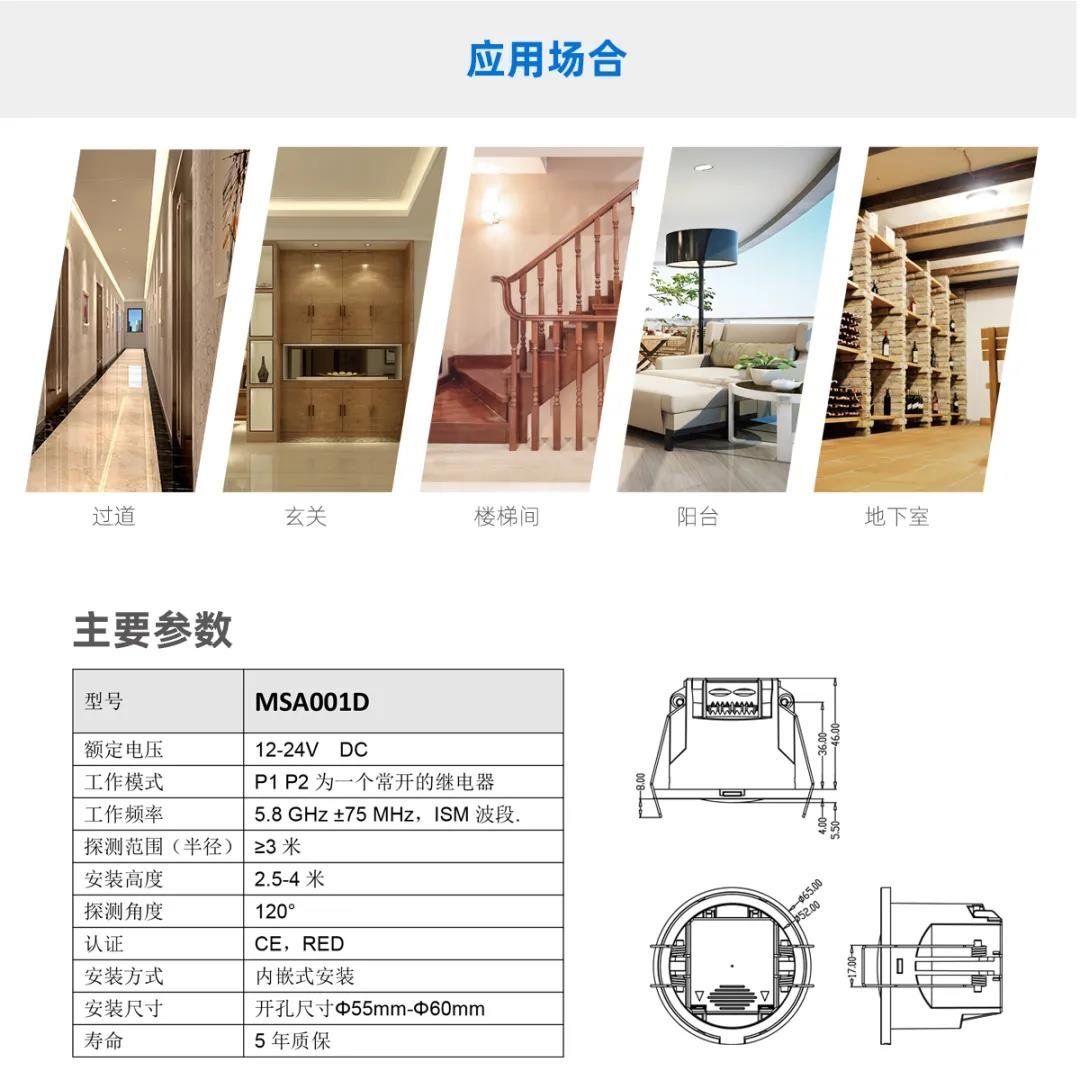 应用场合
过道
玄关
楼梯间
阳台
地下室
主要参数
型号 MSA001D
额定电压 12-24V DC
工作模式 P1 P2 为一个常开的继电器
工作频率 5.8 GHz ±75 MHz，ISM 波段.
探测范围（半径） ≥3 米
安装高度 2.5-4 米
探测角度 120°
认证 CE，RED
安装方式 内嵌式安装
安装尺寸 开孔尺寸Φ55mm-Φ60mm
寿命 5 年质保
8.00
36.00
46.00
4.00
5.50
Φ65.00
Φ52.00
17.00